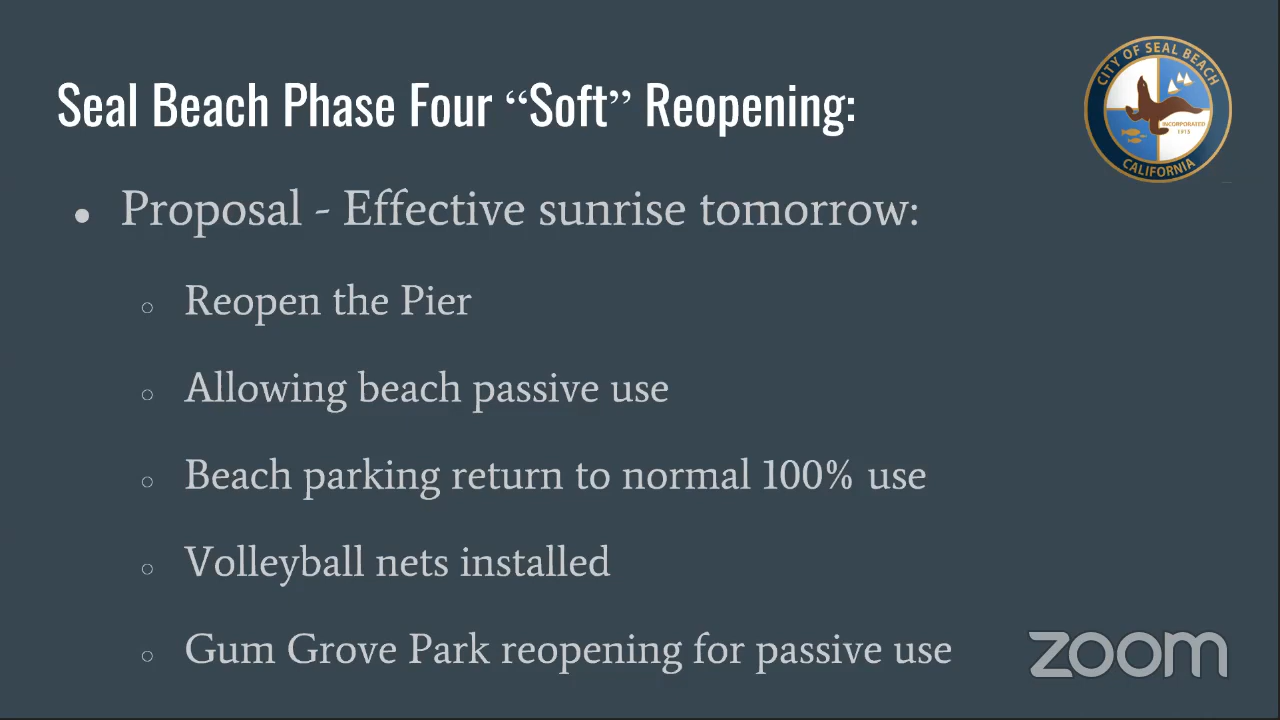 CITY OF SEAL BEACH
INCORPORATED
1915
CALIFORNIA
Seal Beach Phase Four “Soft” Reopening:
● Proposal - Effective sunrise tomorrow:
○ Reopen the Pier
○ Allowing beach passive use
○ Beach parking return to normal 100% use
○ Volleyball nets installed
○ Gum Grove Park reopening for passive use
zoom